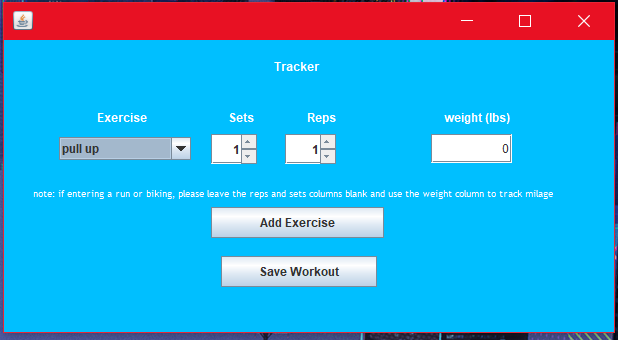 Tracker
Exercise Sets Reps weight (lbs)
pull up 1 1 0
note: if entering a run or biking, please leave the reps and sets columns blank and use the weight column to track milage
Add Exercise
Save Workout